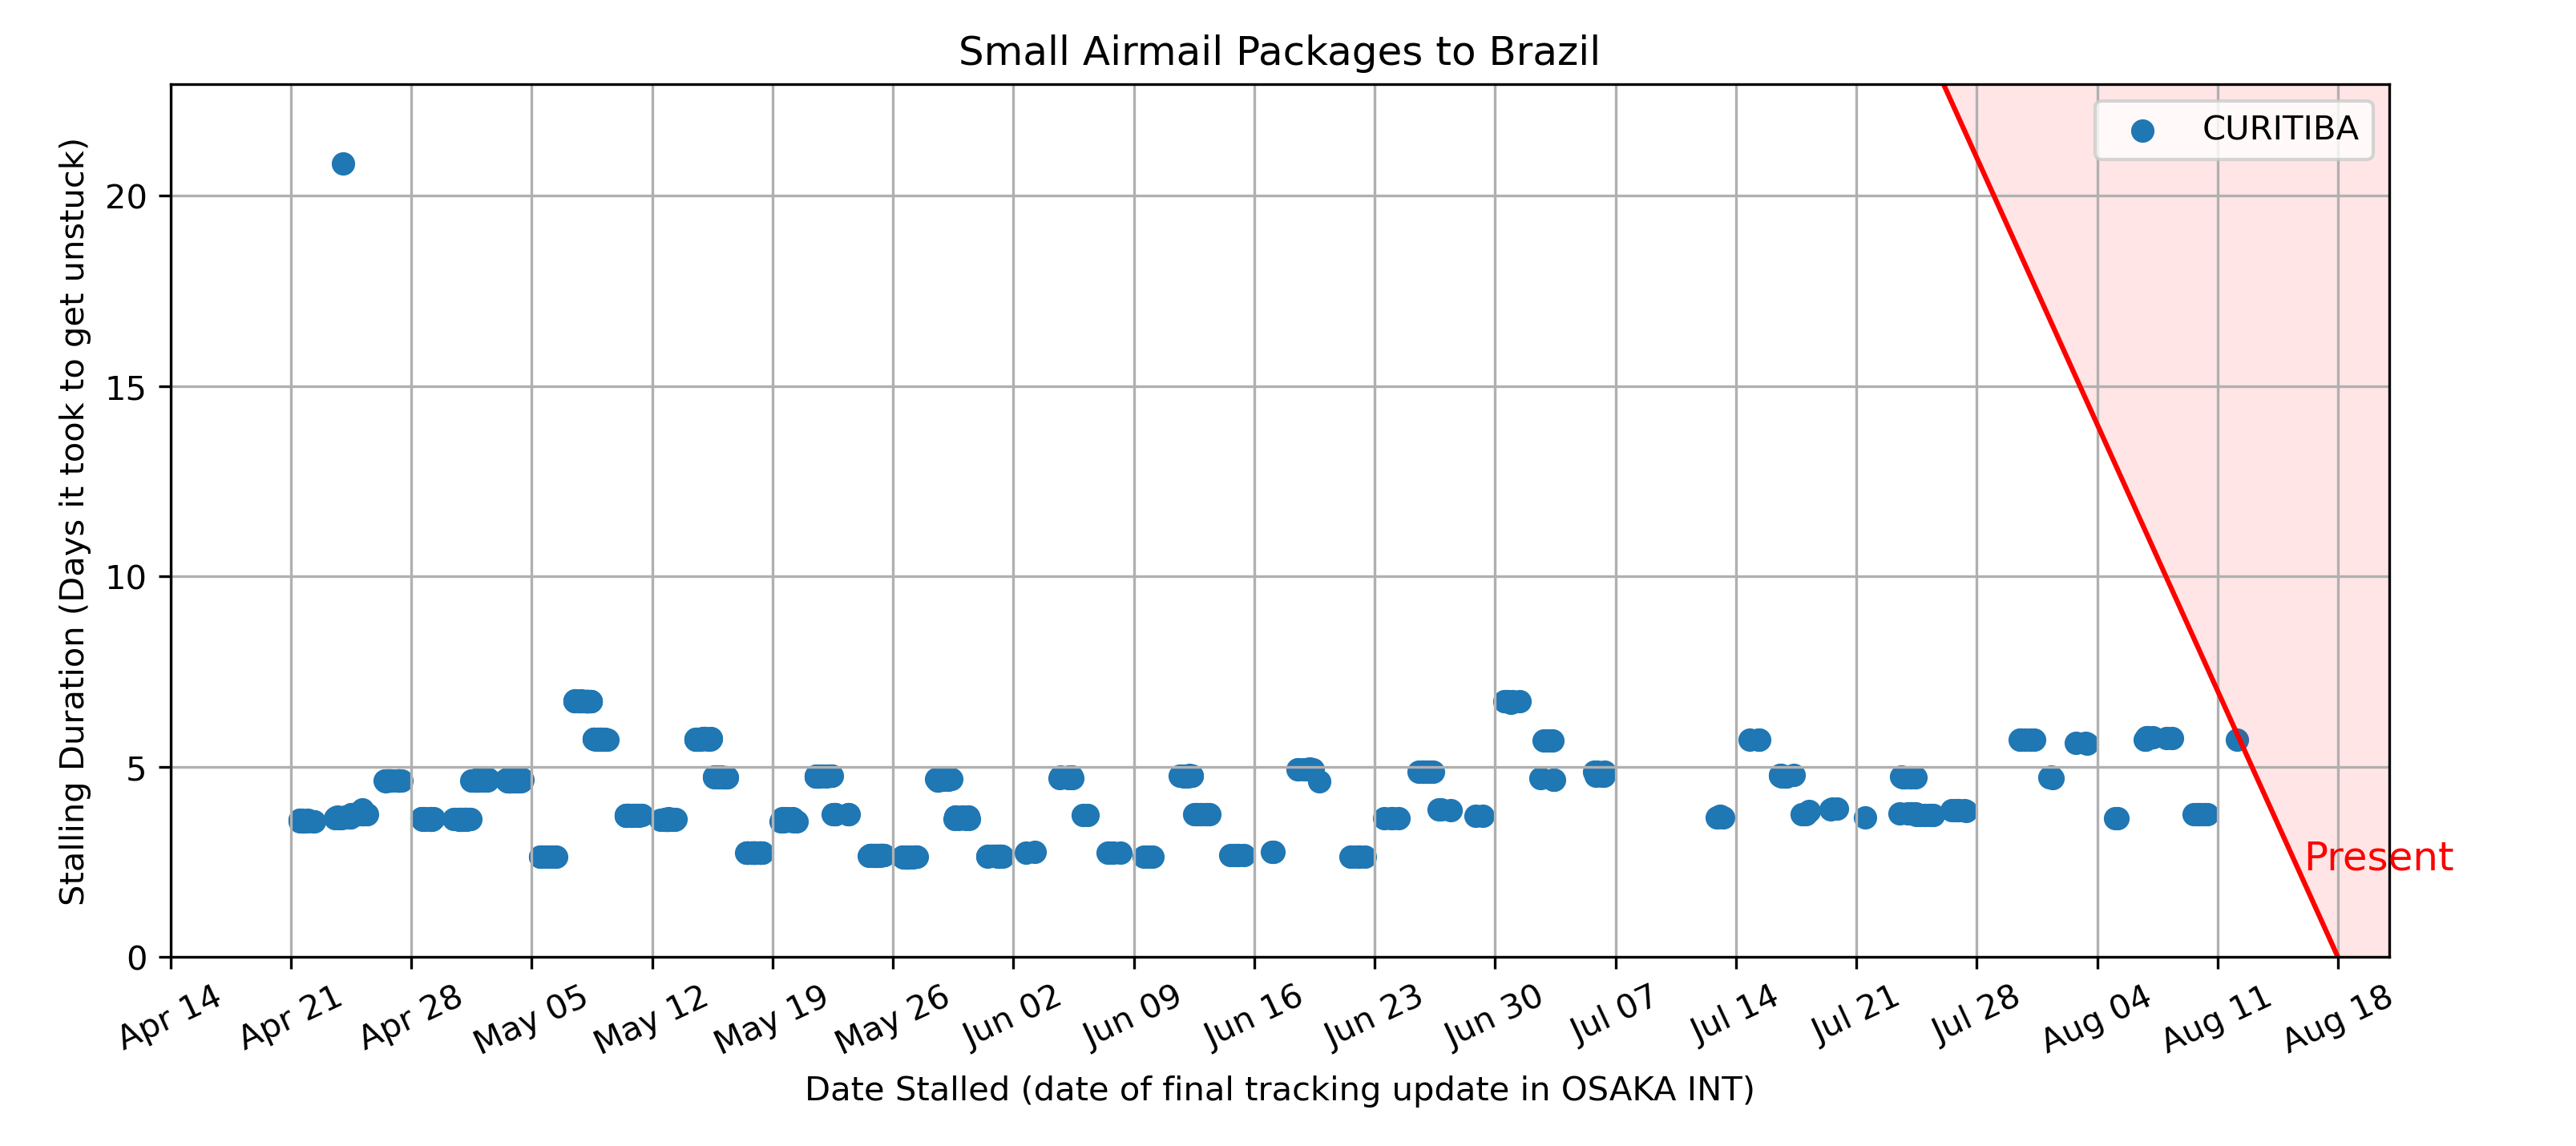 Small Airmail Packages to Brazil
CURITIBA
Stalling Duration (Days it took to get unstuck)
20
15
10
5
0
Present
Apr 14
Apr 21
Apr 28
May 05
May 12
May 19
May 26
Jun 02
Jun 09
Jun 16
Jun 23
Jun 30
Jul 07
Jul 14
Jul 21
Jul 28
Aug 04
Aug 11
Aug 18
Date Stalled (date of final tracking update in OSAKA INT)